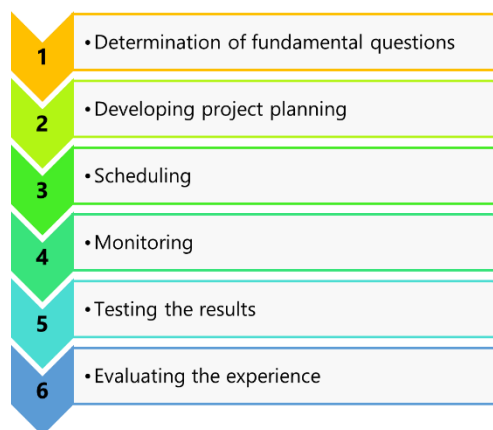 1
• Determination of fundamental questions
2
• Developing project planning
3
• Scheduling
4
• Monitoring
5
• Testing the results
6
• Evaluating the experience